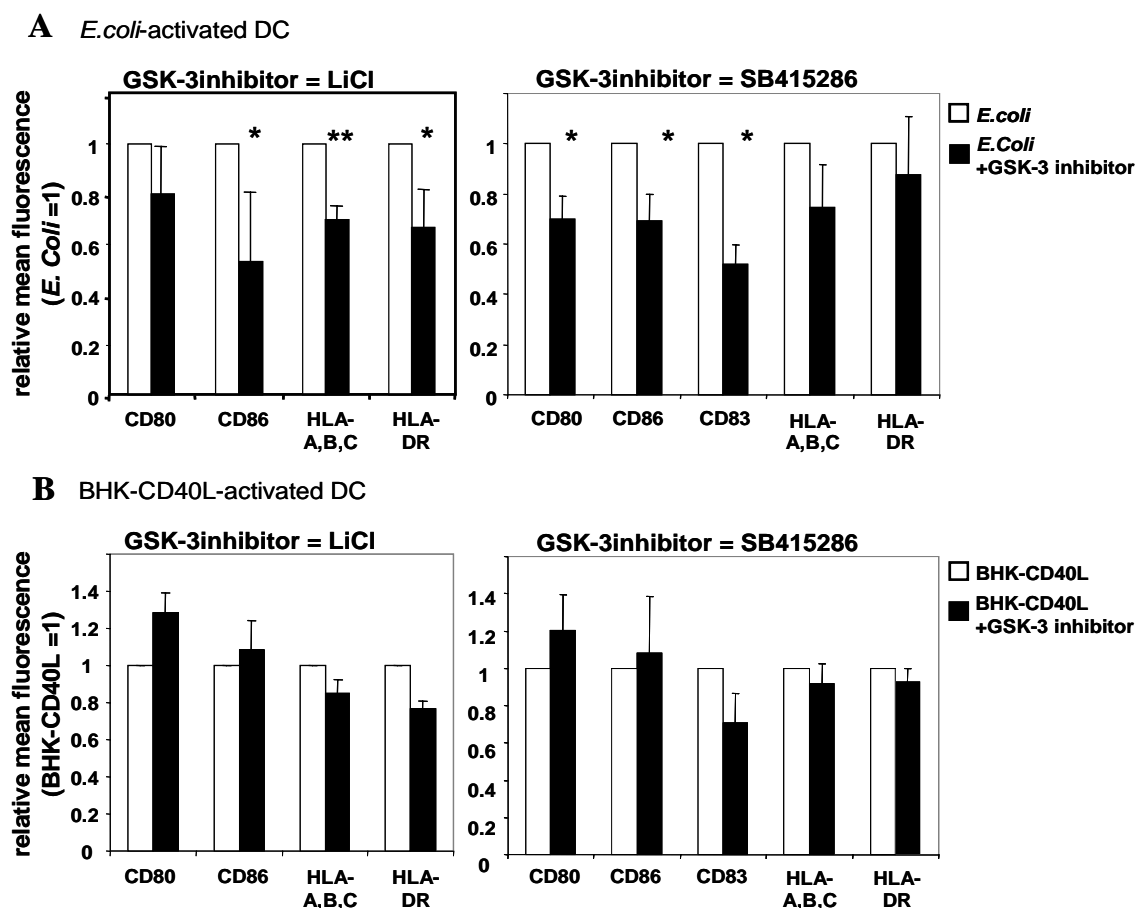 A E.coli-activated DC
GSK-3inhibitor = LiCl
relative mean fluorescence
(E. Coli =1)
1
0.8
0.6
0.4
0.2
0
* ** *
CD80 CD86 HLA- HLA-
A,B,C DR
GSK-3inhibitor = SB415286
1
0.8
0.6
0.4
0.2
0
* * *
CD80 CD86 CD83 HLA- HLA-
A,B,C DR
E.coli
E.Coli
+GSK-3 inhibitor
B BHK-CD40L-activated DC
GSK-3inhibitor = LiCl
relative mean fluorescence
(BHK-CD40L =1)
1.4
1.2
1
0.8
0.6
0.4
0.2
0
CD80 CD86 HLA- HLA-
A,B,C DR
GSK-3inhibitor = SB415286
1.4
1.2
1
0.8
0.6
0.4
0.2
0
CD80 CD86 CD83 HLA- HLA-
A,B,C DR
BHK-CD40L
BHK-CD40L
+GSK-3 inhibitor